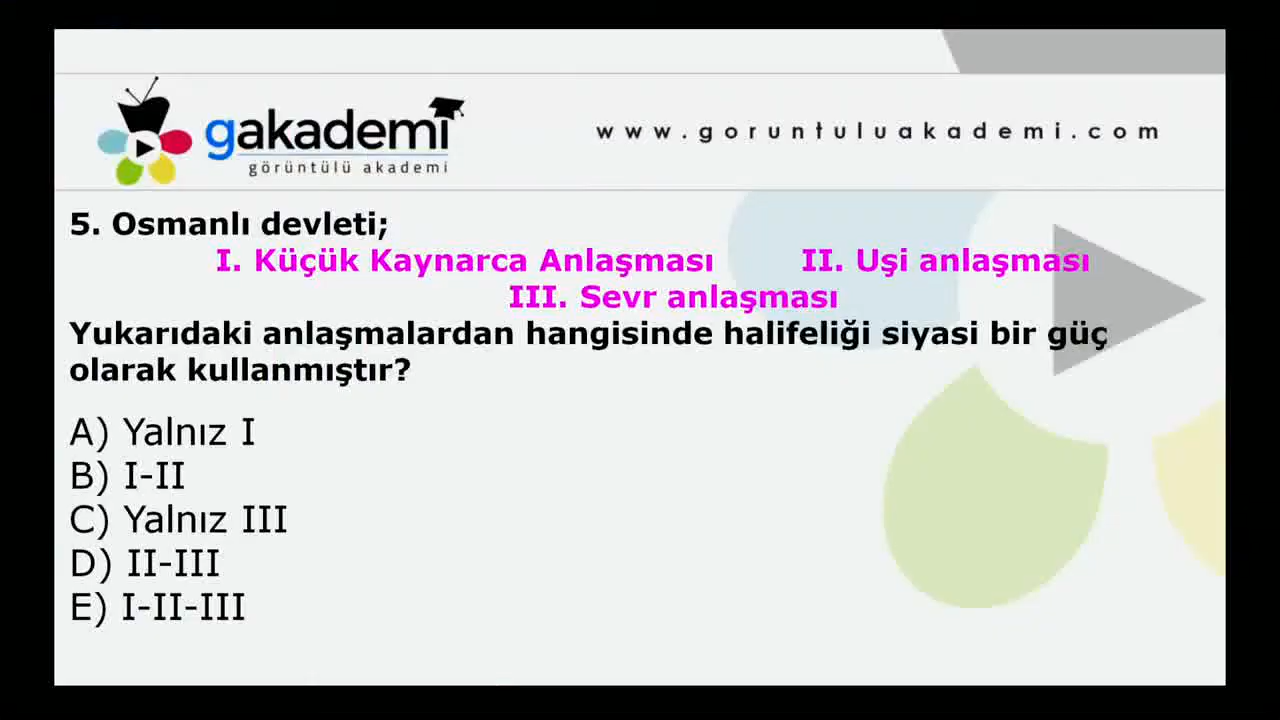 gakademi
görüntülü akademi
www.goruntuluakademi.com
5. Osmanlı devleti;
I. Küçük Kaynarca Anlaşması II. Uşi anlaşması
III. Sevr anlaşması
Yukarıdaki anlaşmalardan hangisinde halifeliği siyasi bir güç
olarak kullanmıştır?
A) Yalnız I
B) I-II
C) Yalnız III
D) II-III
E) I-II-III